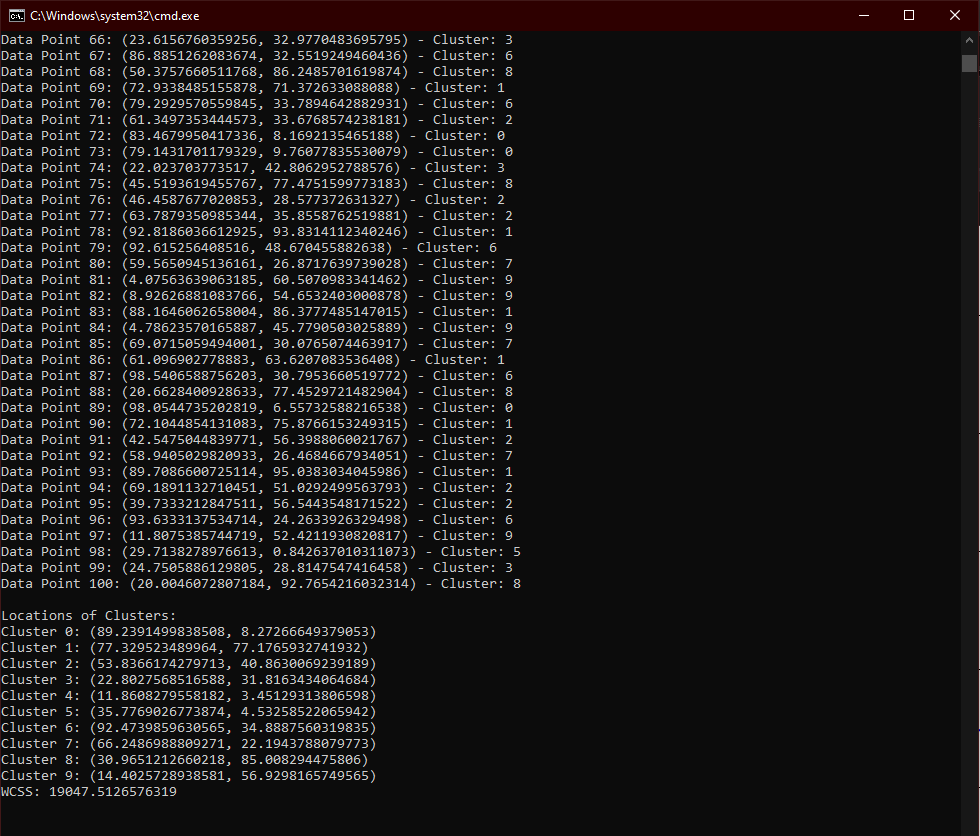 C:\Windows\system32\cmd.exe
Data Point 66: (23.6156760359256, 32.9770483695795) - Cluster: 3
Data Point 67: (86.8851262083674, 32.5519249460436) - Cluster: 6
Data Point 68: (50.3757660511768, 86.2485701619874) - Cluster: 8
Data Point 69: (72.9338485155878, 71.372633088088) - Cluster: 1
Data Point 70: (79.2929570559845, 33.7894642882931) - Cluster: 6
Data Point 71: (61.3497353444573, 33.6768574238181) - Cluster: 2
Data Point 72: (83.4679950417336, 8.1692135465188) - Cluster: 0
Data Point 73: (79.1431701179329, 9.76077835530079) - Cluster: 0
Data Point 74: (22.023703773517, 42.8062952788576) - Cluster: 3
Data Point 75: (45.5193619455767, 77.4751599773183) - Cluster: 8
Data Point 76: (46.4587677020853, 28.577372631327) - Cluster: 2
Data Point 77: (63.7879350985344, 35.8558762519881) - Cluster: 2
Data Point 78: (92.8186036612925, 93.8314112340246) - Cluster: 1
Data Point 79: (92.615256408516, 48.670455882638) - Cluster: 6
Data Point 80: (59.5650945136161, 26.8717639739028) - Cluster: 7
Data Point 81: (4.07563639063185, 60.5070983341462) - Cluster: 9
Data Point 82: (8.92626881083766, 54.6532403000878) - Cluster: 9
Data Point 83: (88.1646062658004, 86.3777485147015) - Cluster: 1
Data Point 84: (4.78623570165887, 45.7790503025889) - Cluster: 9
Data Point 85: (69.0715059494001, 30.0765074463917) - Cluster: 7
Data Point 86: (61.096902778883, 63.6207083536408) - Cluster: 1
Data Point 87: (98.5406588756203, 30.7953660519772) - Cluster: 6
Data Point 88: (20.6628400928633, 77.4529721482904) - Cluster: 8
Data Point 89: (98.0544735202819, 6.55732588216538) - Cluster: 0
Data Point 90: (72.1044854131083, 75.8766153249315) - Cluster: 1
Data Point 91: (42.5475044839771, 56.3988060021767) - Cluster: 2
Data Point 92: (58.9405029820933, 26.4684667934051) - Cluster: 7
Data Point 93: (89.7086600725114, 95.0383034045986) - Cluster: 1
Data Point 94: (69.1891132710451, 51.0292499563793) - Cluster: 2
Data Point 95: (39.7333212847511, 56.5443548171522) - Cluster: 2
Data Point 96: (93.6333137534714, 24.2633926329498) - Cluster: 6
Data Point 97: (11.8075385744719, 52.4211930820817) - Cluster: 9
Data Point 98: (29.7138278976613, 0.842637010311073) - Cluster: 5
Data Point 99: (24.7505886129805, 28.8147547416458) - Cluster: 3
Data Point 100: (20.0046072807184, 92.7654216032314) - Cluster: 8
Locations of Clusters:
Cluster 0: (89.2391499838508, 8.27266649379053)
Cluster 1: (77.329523489964, 77.1765932741932)
Cluster 2: (53.8366174279713, 40.8630069239189)
Cluster 3: (22.8027568516588, 31.8163434064684)
Cluster 4: (11.8608279558182, 3.45129313806598)
Cluster 5: (35.7769026773874, 4.53258522065942)
Cluster 6: (92.4739859630565, 34.8887560319835)
Cluster 7: (66.2486988809271, 22.1943788079773)
Cluster 8: (30.9651212660218, 85.008294475806)
Cluster 9: (14.4025728938581, 56.9298165749565)
WCSS: 19047.5126576319